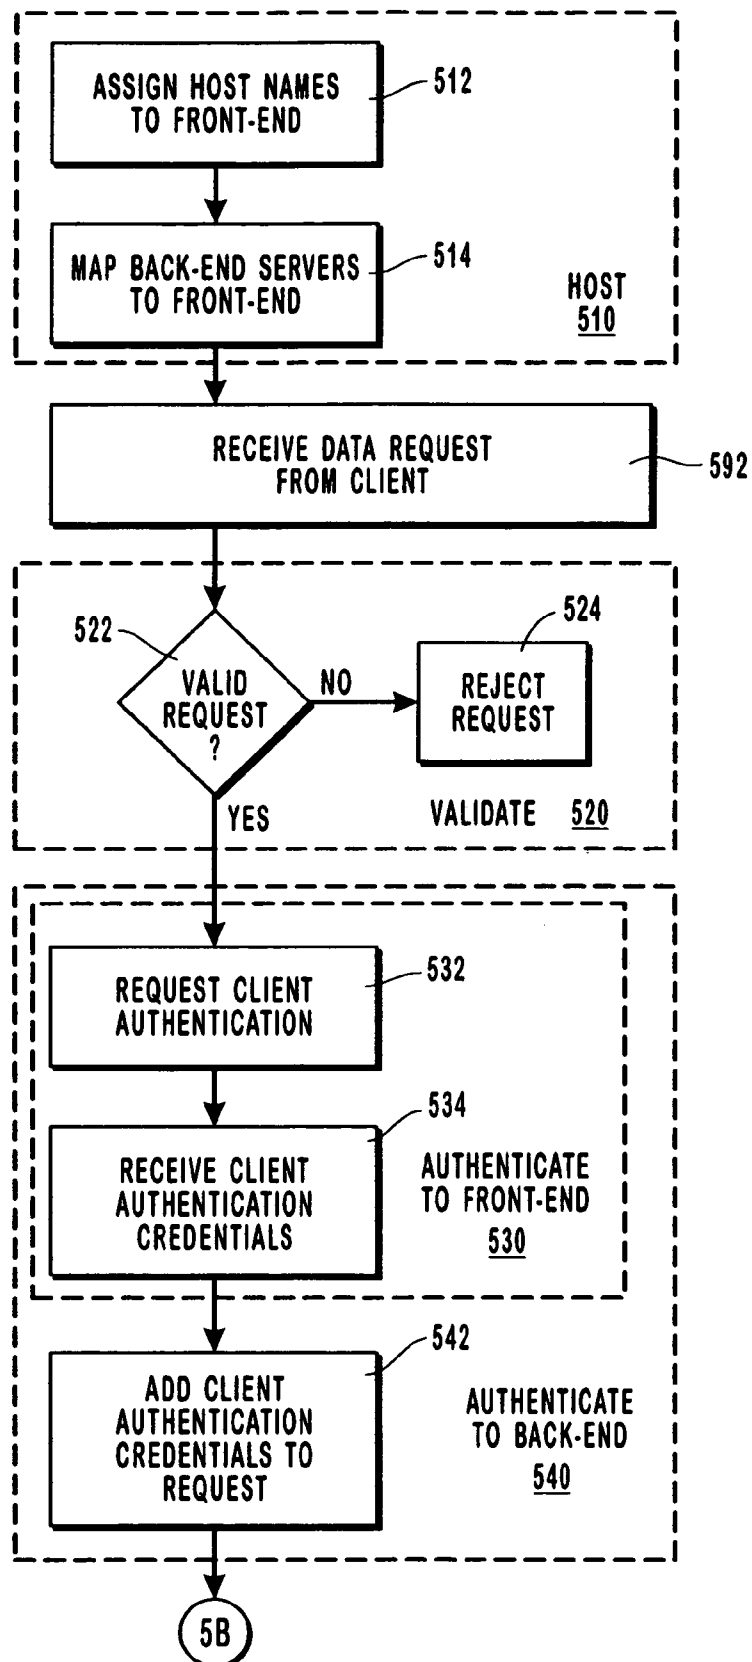 ASSIGN HOST NAMES
TO FRONT-END
512
MAP BACK-END SERVERS
TO FRONT-END
514
HOST
510
RECEIVE DATA REQUEST
FROM CLIENT
592
522
VALID
REQUEST
?
NO
524
REJECT
REQUEST
YES
VALIDATE 520
REQUEST CLIENT
AUTHENTICATION
532
534
RECEIVE CLIENT
AUTHENTICATION
CREDENTIALS
AUTHENTICATE
TO FRONT-END
530
542
ADD CLIENT
AUTHENTICATION
CREDENTIALS TO
REQUEST
AUTHENTICATE
TO BACK-END
540
5B